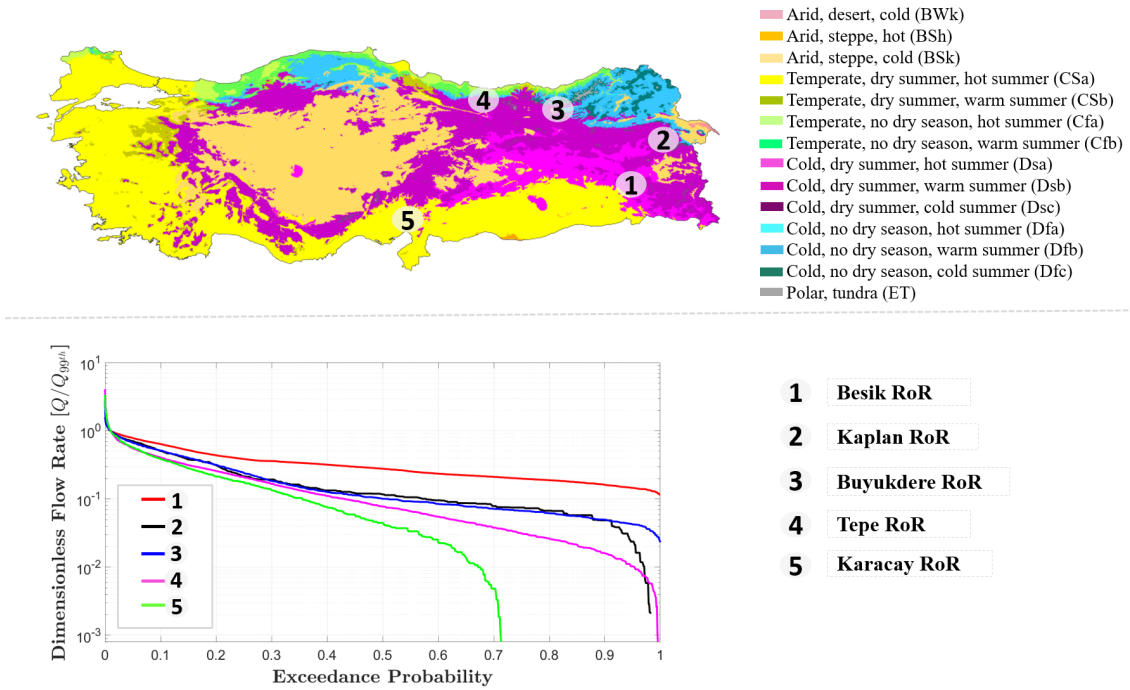 Arid, desert, cold (BWk)
Arid, steppe, hot (BSh)
Arid, steppe, cold (BSk)
Temperate, dry summer, hot summer (CSa)
Temperate, dry summer, warm summer (CSb)
Temperate, no dry season, hot summer (Cfa)
Temperate, no dry season, warm summer (Cfb)
Cold, dry summer, hot summer (Dsa)
Cold, dry summer, warm summer (Dsb)
Cold, dry summer, cold summer (Dsc)
Cold, no dry season, hot summer (Dfa)
Cold, no dry season, warm summer (Dfb)
Cold, no dry season, cold summer (Dfc)
Polar, tundra (ET)
4
3
2
1
5
Dimensionless Flow Rate [Q/Q99th]
10^1
10^0
10^-1
10^-2
10^-3
1
2
3
4
5
0 0.1 0.2 0.3 0.4 0.5 0.6 0.7 0.8 0.9 1
Exceedance Probability
1 Besik RoR
2 Kaplan RoR
3 Buyukdere RoR
4 Tepe RoR
5 Karacay RoR